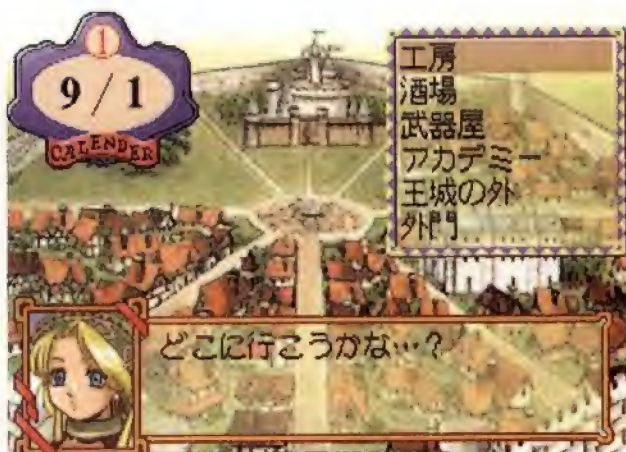 1
9/1
CALENDER
工房
酒場
武器屋
アカデミー
王城の外
外門
どこに行こうかな…?